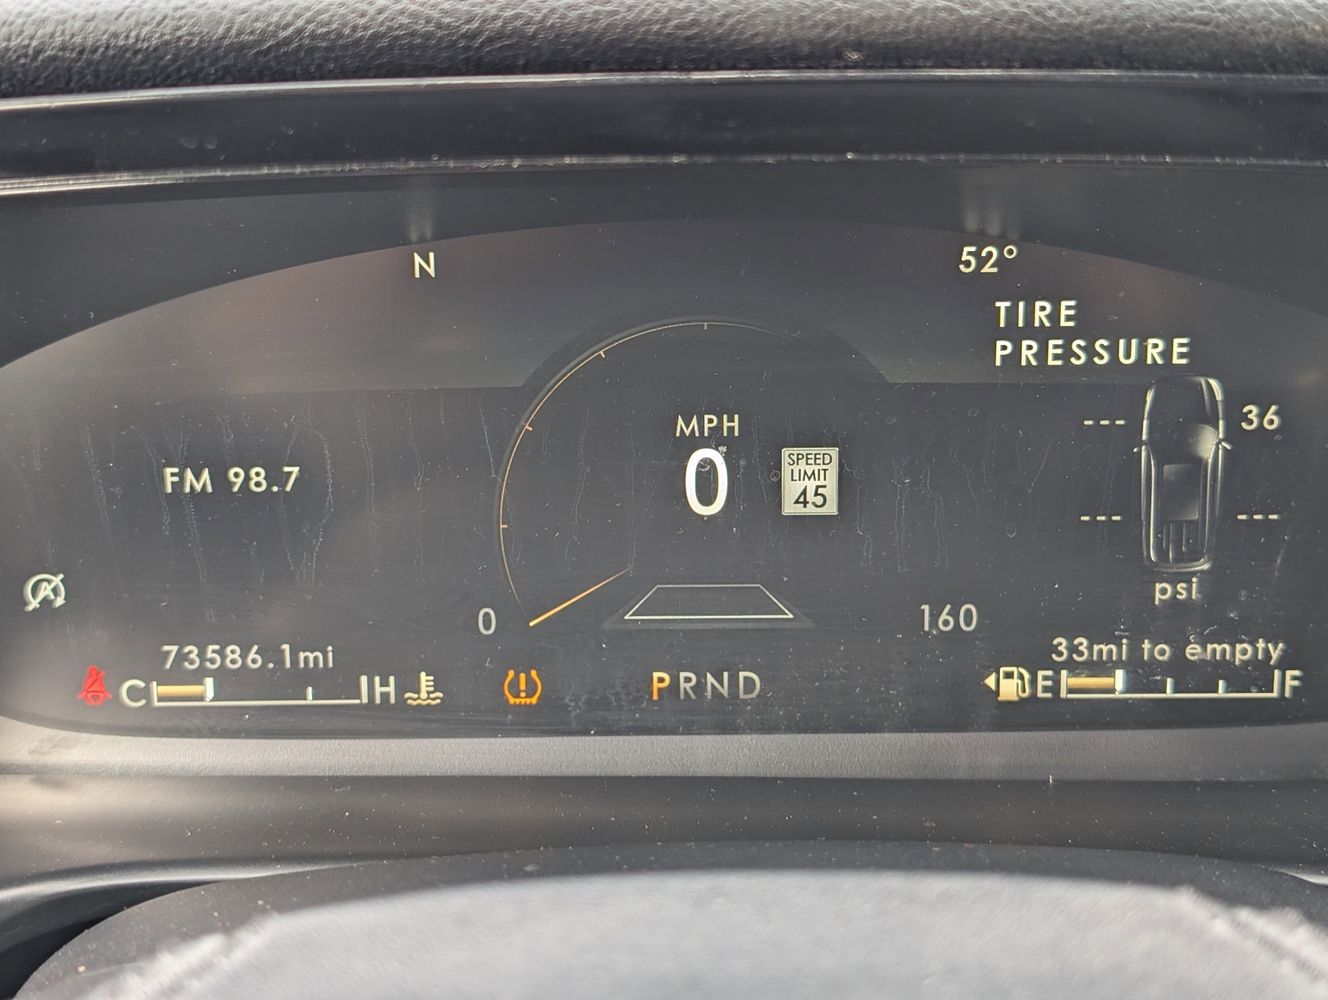 N
52°
TIRE
PRESSURE
--- 36
MPH
0
SPEED
LIMIT
45
FM 98.7
--- ---
psi
0
160
73586.1mi
33mi to empty
C H
PRND
E F